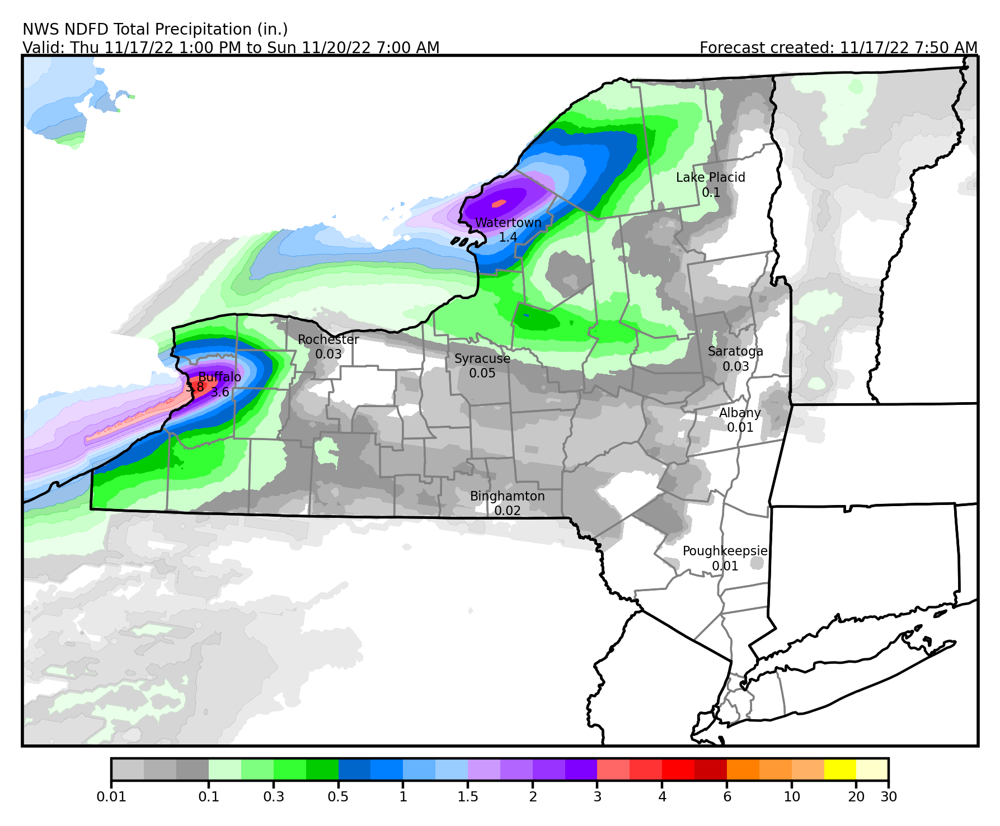 NWS NDFD Total Precipitation (in.)
Valid: Thu 11/17/22 1:00 PM to Sun 11/20/22 7:00 AM
Forecast created: 11/17/22 7:50 AM
Lake Placid
0.1
Watertown
1.4
Rochester
0.03
Syracuse
0.05
Saratoga
0.03
Buffalo
3.8
3.6
Albany
0.01
Binghamton
0.02
Poughkeepsie
0.01
0.01 0.1 0.3 0.5 1 1.5 2 3 4 6 10 20 30